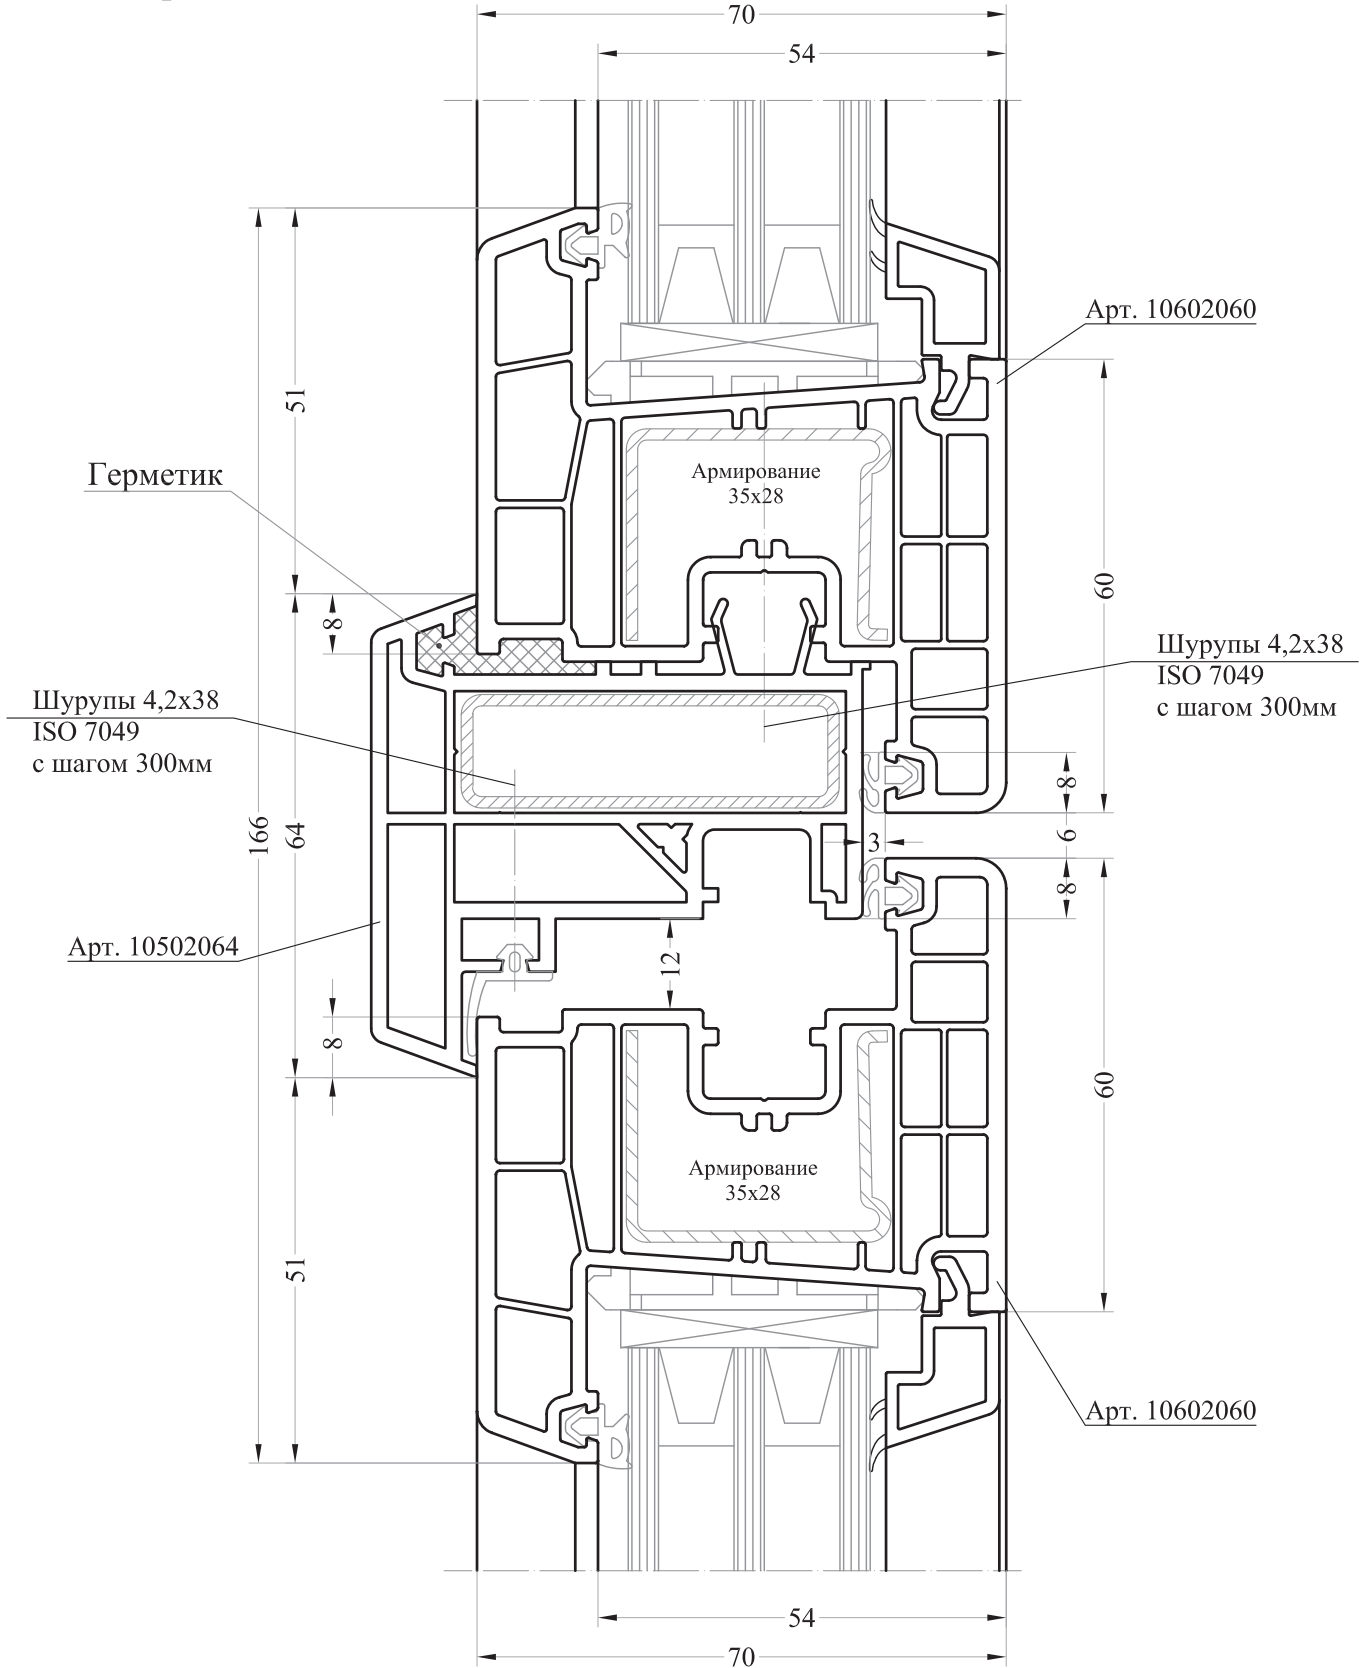 70
54
Арт. 10602060
51
60
Герметик
Армирование
35х28
8
Шурупы 4,2х38
ISO 7049
с шагом 300мм
Шурупы 4,2х38
ISO 7049
с шагом 300мм
8
166
64
3
6
8
Арт. 10502064
12
8
60
Армирование
35х28
51
Арт. 10602060
54
70